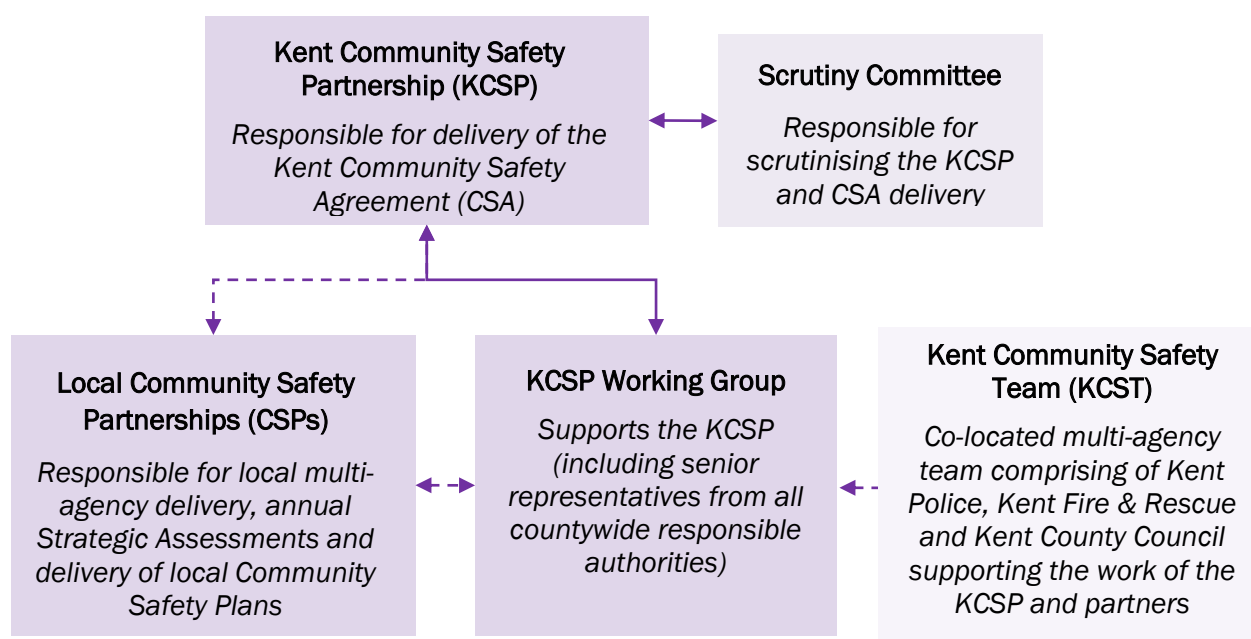 Kent Community Safety
Partnership (KCSP)
Responsible for delivery of the
Kent Community Safety
Agreement (CSA)
Scrutiny Committee
Responsible for
scrutinising the KCSP
and CSA delivery
Local Community Safety
Partnerships (CSPs)
Responsible for local multi-
agency delivery, annual
Strategic Assessments and
delivery of local Community
Safety Plans
KCSP Working Group
Supports the KCSP
(including senior
representatives from all
countywide responsible
authorities)
Kent Community Safety
Team (KCST)
Co-located multi-agency
team comprising of Kent
Police, Kent Fire & Rescue
and Kent County Council
supporting the work of the
KCSP and partners